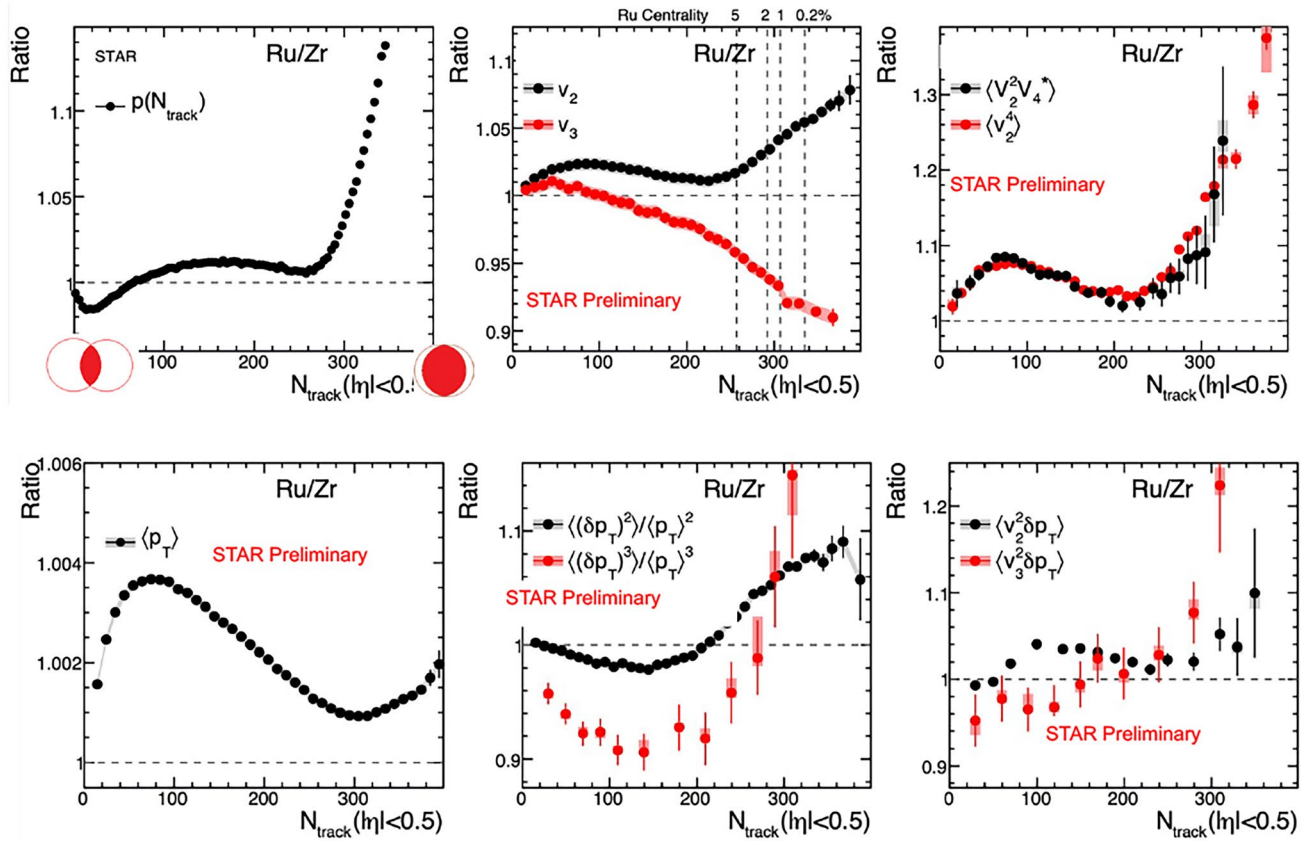 Ratio
STAR
Ru/Zr
p(N_track)
1.1
1.05
1
100 200 300
N_track(|η|<0.5
Ru Centrality 5 2 1 0.2%
Ratio
Ru/Zr
v_2
v_3
1.1
1.05
1
0.95
STAR Preliminary
0.9
0 100 200 300
N_track(|η|<0.5)
Ratio
Ru/Zr
⟨V_2^2V_4^*⟩
⟨v_2^4⟩
STAR Preliminary
1.3
1.2
1.1
1
0 100 200 300
N_track(|η|<0.5)
Ratio
1.006
Ru/Zr
⟨p_T⟩
STAR Preliminary
1.004
1.002
1
0 100 200 300 400
N_track(|η|<0.5)
Ratio
Ru/Zr
⟨(δp_T)^2⟩/⟨p_T⟩^2
⟨(δp_T)^3⟩/⟨p_T⟩^3
STAR Preliminary
1.1
1
0.9
0 100 200 300 400
N_track(|η|<0.5)
Ratio
Ru/Zr
⟨v_2^2δp_T⟩
⟨v_3^2δp_T⟩
1.2
1.1
1
STAR Preliminary
0.9
0 100 200 300 400
N_track(|η|<0.5)